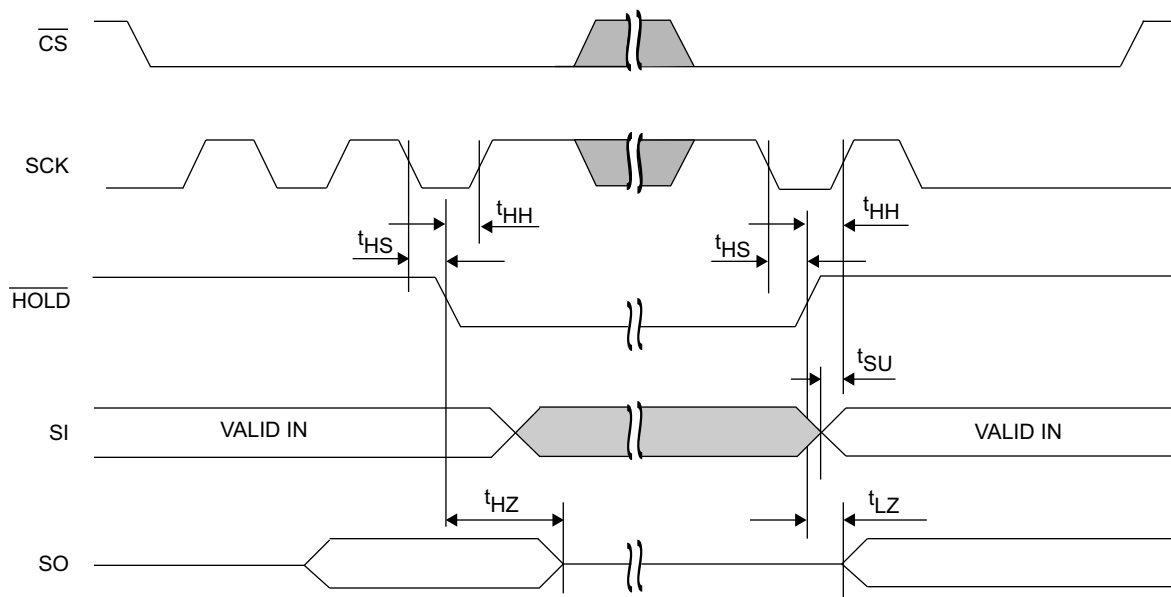 CS
SCK
tHH
tHH
tHS
tHS
HOLD
tSU
SI
VALID IN
VALID IN
tHZ
tLZ
SO